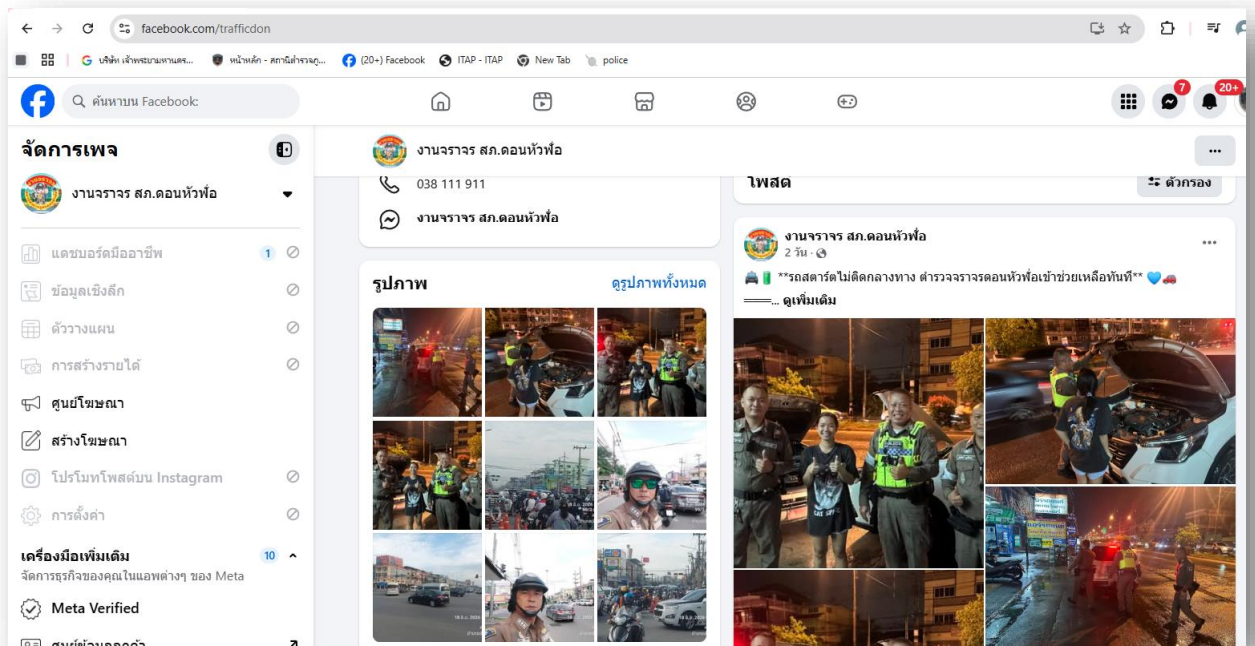 facebook.com/trafficdon
บริษัท เจ้าพระยามหานคร...
หน้าหลัก - สถานีตำรวจภู...
(20+) Facebook
ITAP - ITAP
New Tab
police
ค้นหาบน Facebook
7
20+
จัดการเพจ
งานจราจร สภ.ดอนหัวฬ่อ
แดชบอร์ดมืออาชีพ
1
ข้อมูลเชิงลึก
ตัววางแผน
การสร้างรายได้
ศูนย์โฆษณา
สร้างโฆษณา
โปรโมทโพสต์บน Instagram
การตั้งค่า
เครื่องมือเพิ่มเติม
10
จัดการธุรกิจของคุณในแอพต่างๆ ของ Meta
Meta Verified
ศูนย์ข้อมูลลูกค้า
งานจราจร สภ.ดอนหัวฬ่อ
038 111 911
งานจราจร สภ.ดอนหัวฬ่อ
รูปภาพ
ดูรูปภาพทั้งหมด
โพสต์
ตัวกรอง
งานจราจร สภ.ดอนหัวฬ่อ
2 วัน ·
**รถสตาร์ตไม่ติดกลางทาง ตำรวจจราจรดอนหัวฬ่อเข้าช่วยเหลือทันที**
═══... ดูเพิ่มเติม